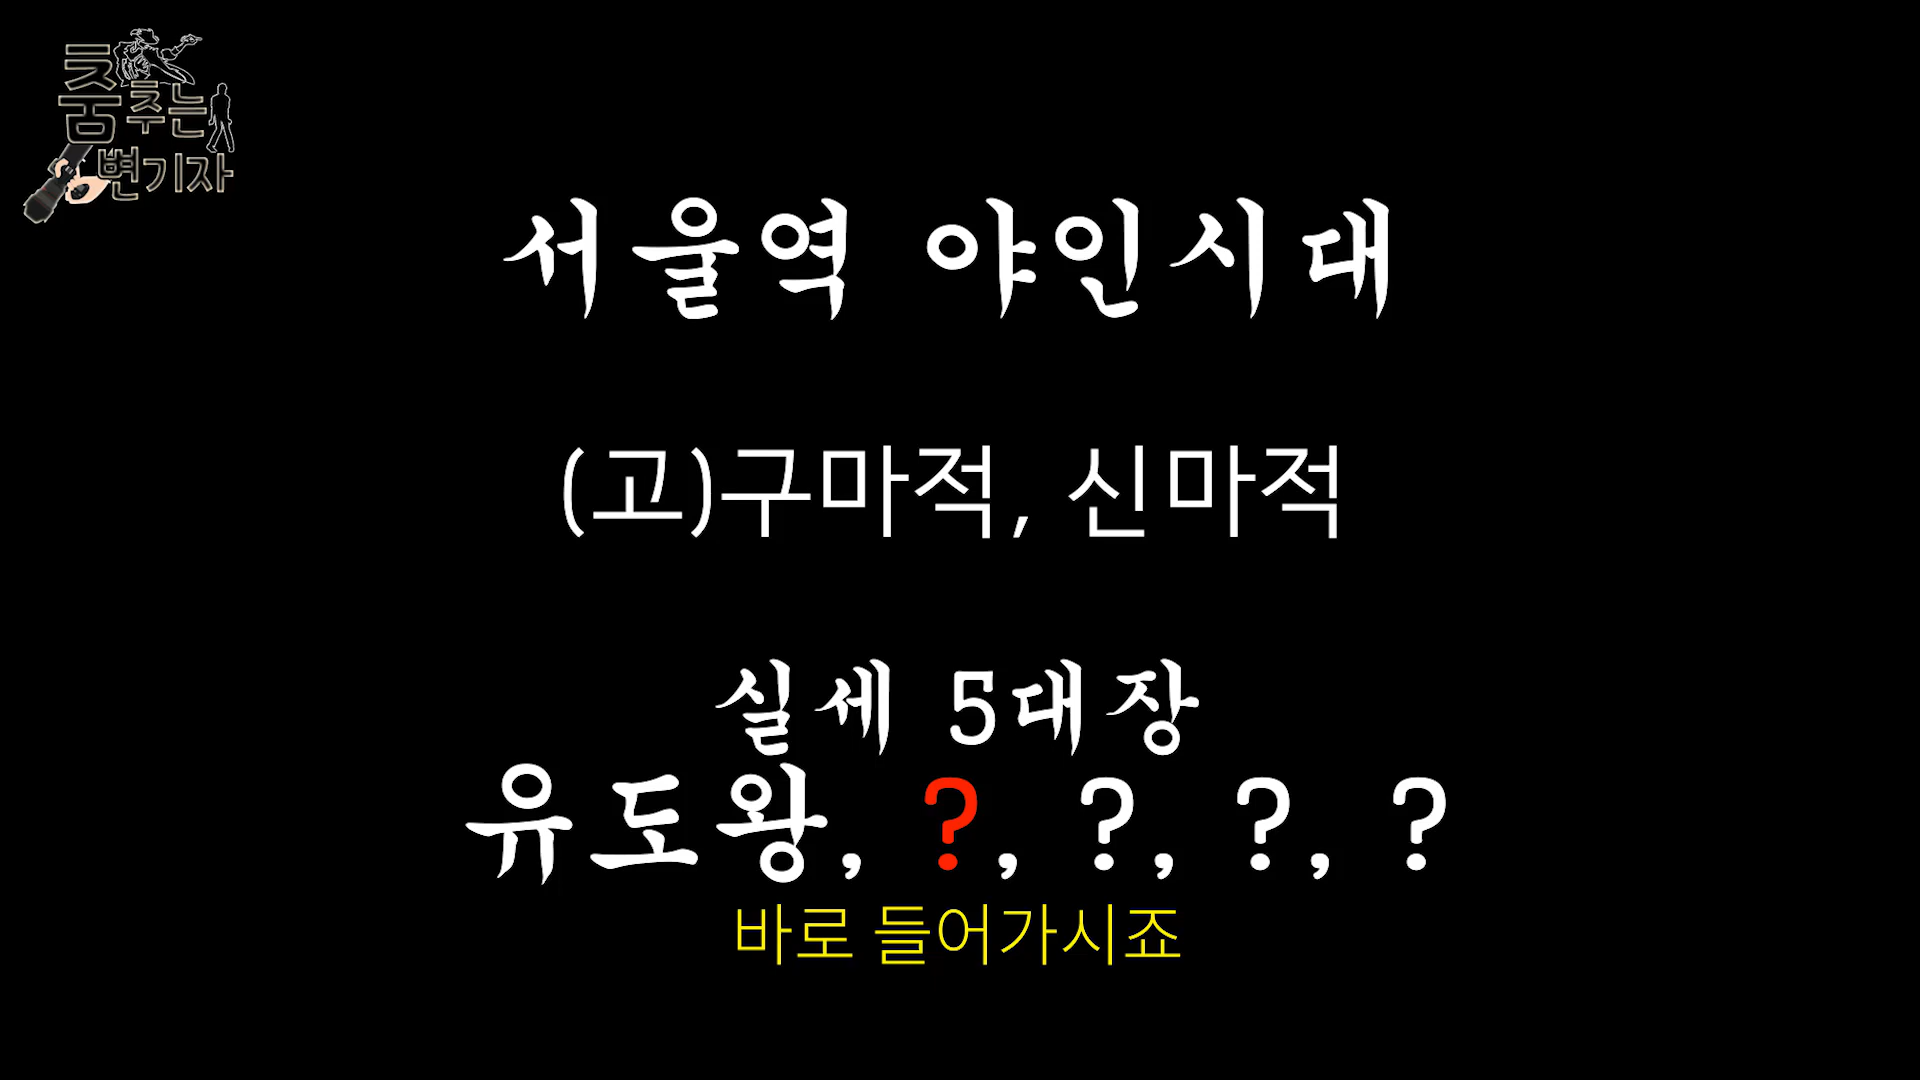 춤추는
변기자
서울역 야인시대
(고)구마적, 신마적
실세 5대장
유도왕, ?, ?, ?, ?
바로 들어가시죠